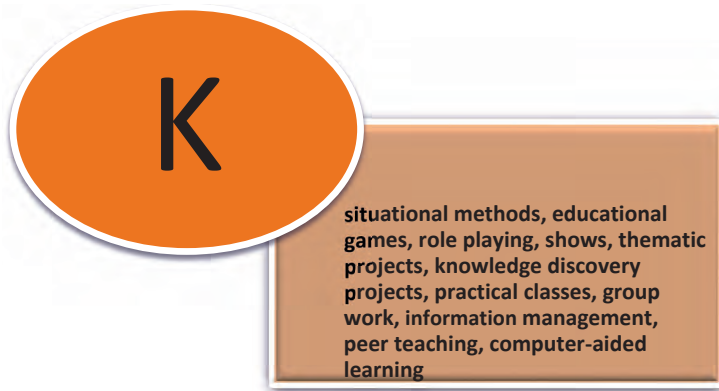 K
situational methods, educational
games, role playing, shows, thematic
projects, knowledge discovery
projects, practical classes, group
work, information management,
peer teaching, computer-aided
learning